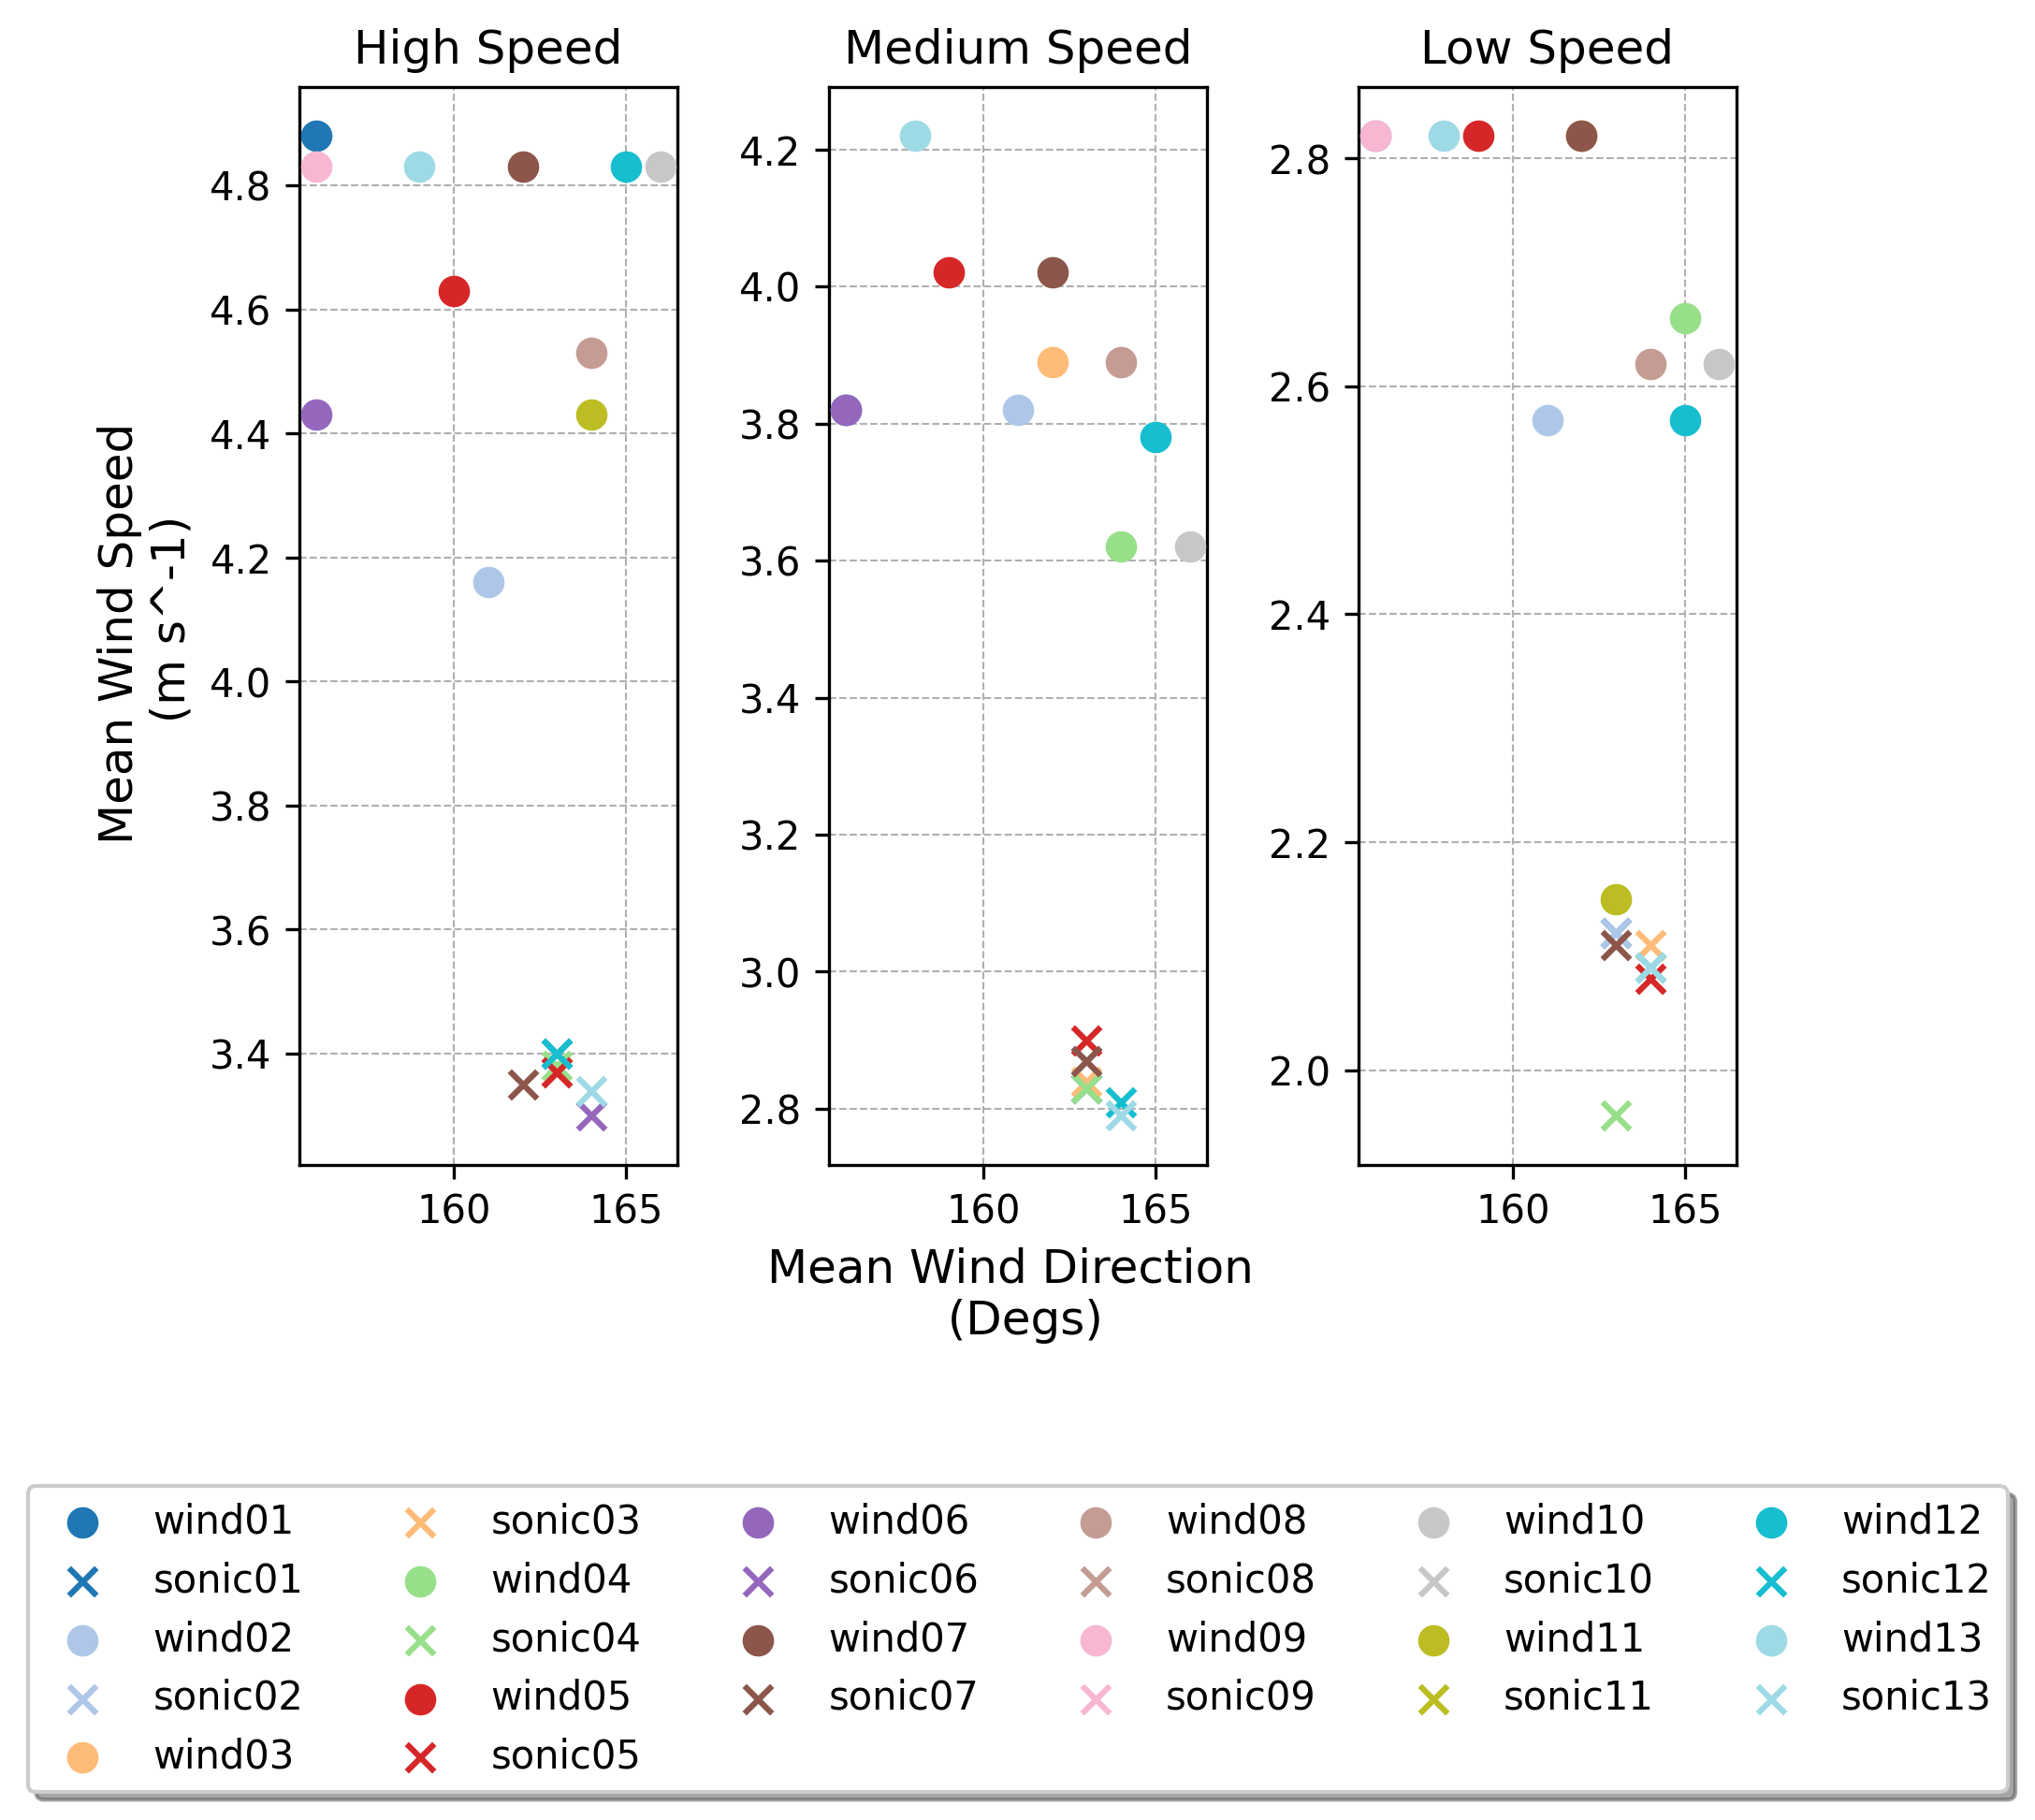 High Speed
Medium Speed
Low Speed
Mean Wind Speed
(m s^-1)
4.8
4.6
4.4
4.2
4.0
3.8
3.6
3.4
160
165
4.2
4.0
3.8
3.6
3.4
3.2
3.0
2.8
160
165
2.8
2.6
2.4
2.2
2.0
160
165
Mean Wind Direction
(Degs)
wind01
sonic01
wind02
sonic02
wind03
sonic03
wind04
sonic04
wind05
sonic05
wind06
sonic06
wind07
sonic07
wind08
sonic08
wind09
sonic09
wind10
sonic10
wind11
sonic11
wind12
sonic12
wind13
sonic13